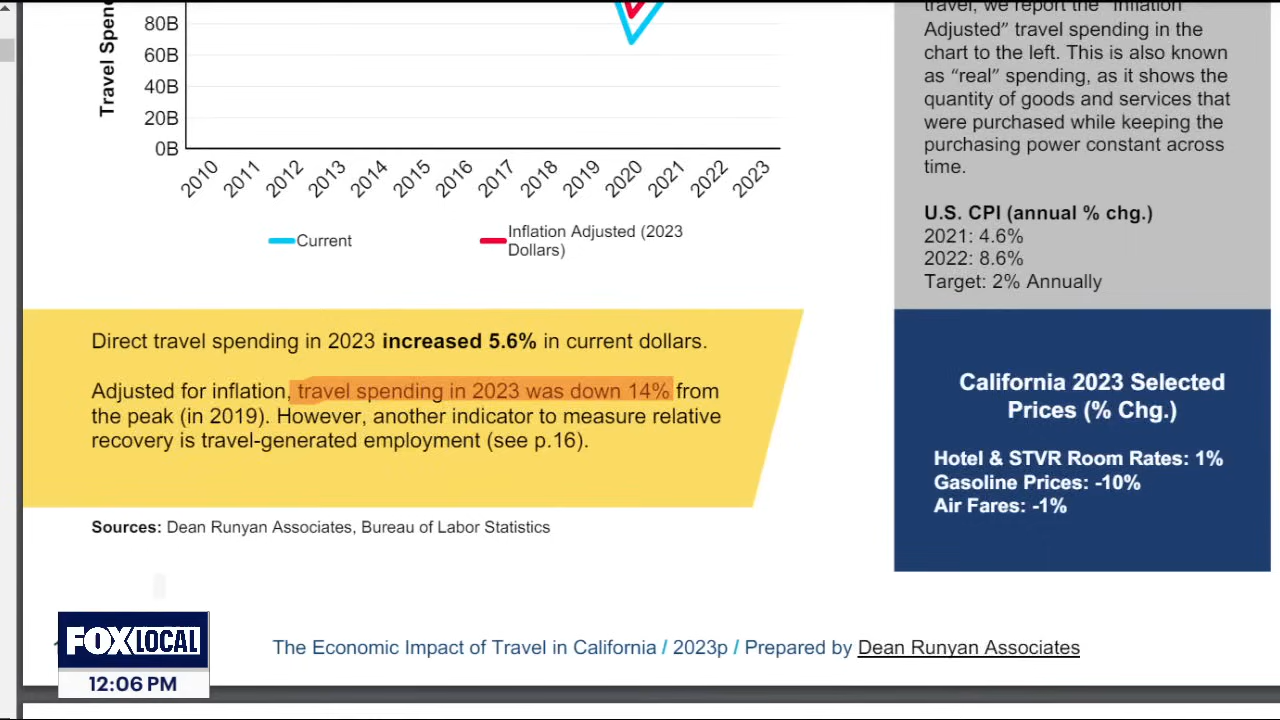 Travel Spen
80B
60B
40B
20B
0B
2010
2011
2012
2013
2014
2015
2016
2017
2018
2019
2020
2021
2022
2023
Current
Inflation Adjusted (2023
Dollars)
travel, we report the "Inflation
Adjusted” travel spending in the
chart to the left. This is also known
as “real” spending, as it shows the
quantity of goods and services that
were purchased while keeping the
purchasing power constant across
time.
U.S. CPI (annual % chg.)
2021: 4.6%
2022: 8.6%
Target: 2% Annually
Direct travel spending in 2023 increased 5.6% in current dollars.
Adjusted for inflation, travel spending in 2023 was down 14% from
the peak (in 2019). However, another indicator to measure relative
recovery is travel-generated employment (see p.16).
California 2023 Selected
Prices (% Chg.)
Hotel & STVR Room Rates: 1%
Gasoline Prices: -10%
Air Fares: -1%
Sources: Dean Runyan Associates, Bureau of Labor Statistics
FOX LOCAL
12:06 PM
The Economic Impact of Travel in California / 2023p / Prepared by Dean Runyan Associates